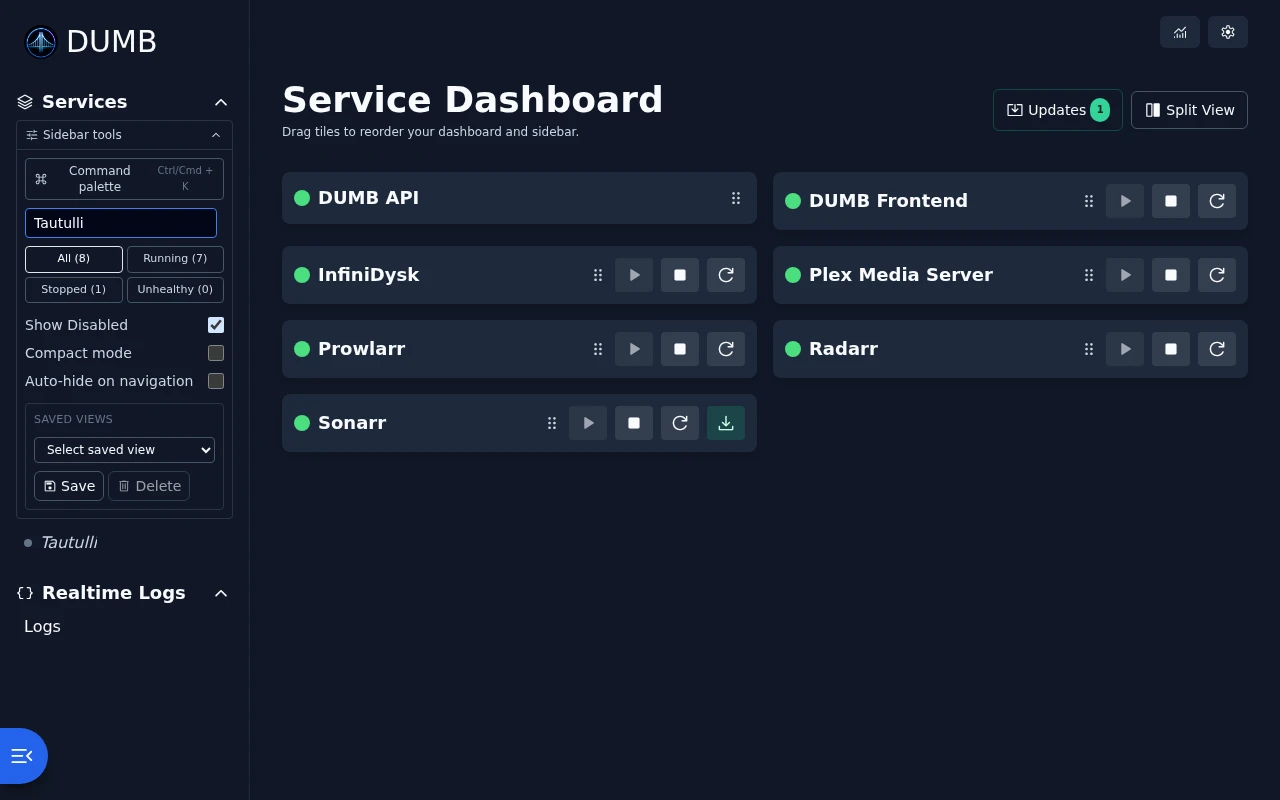 DUMB
Services
Sidebar tools
Command palette
Ctrl/Cmd + K
Tautulli
All (8)
Running (7)
Stopped (1)
Unhealthy (0)
Show Disabled
Compact mode
Auto-hide on navigation
SAVED VIEWS
Select saved view
Save
Delete
Tautulli
Realtime Logs
Logs
Service Dashboard
Drag tiles to reorder your dashboard and sidebar.
Updates 1
Split View
DUMB API
DUMB Frontend
InfiniDysk
Plex Media Server
Prowlarr
Radarr
Sonarr